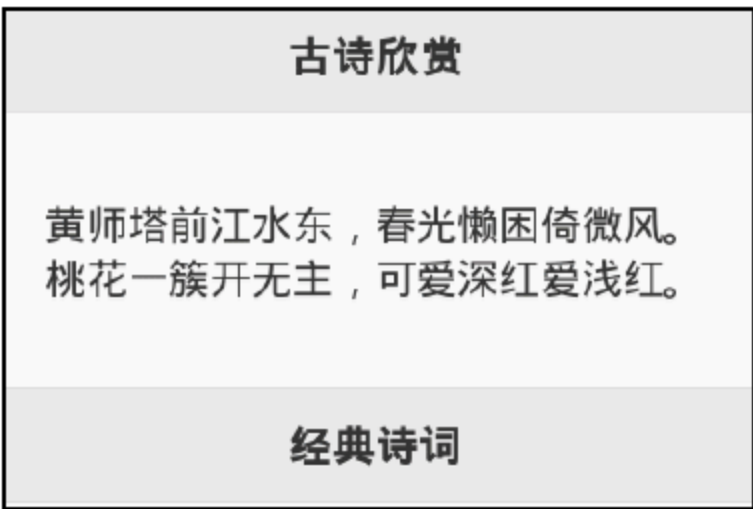 古诗欣赏
黄师塔前江水东，春光懒困倚微风。
桃花一簇开无主，可爱深红爱浅红。
经典诗词